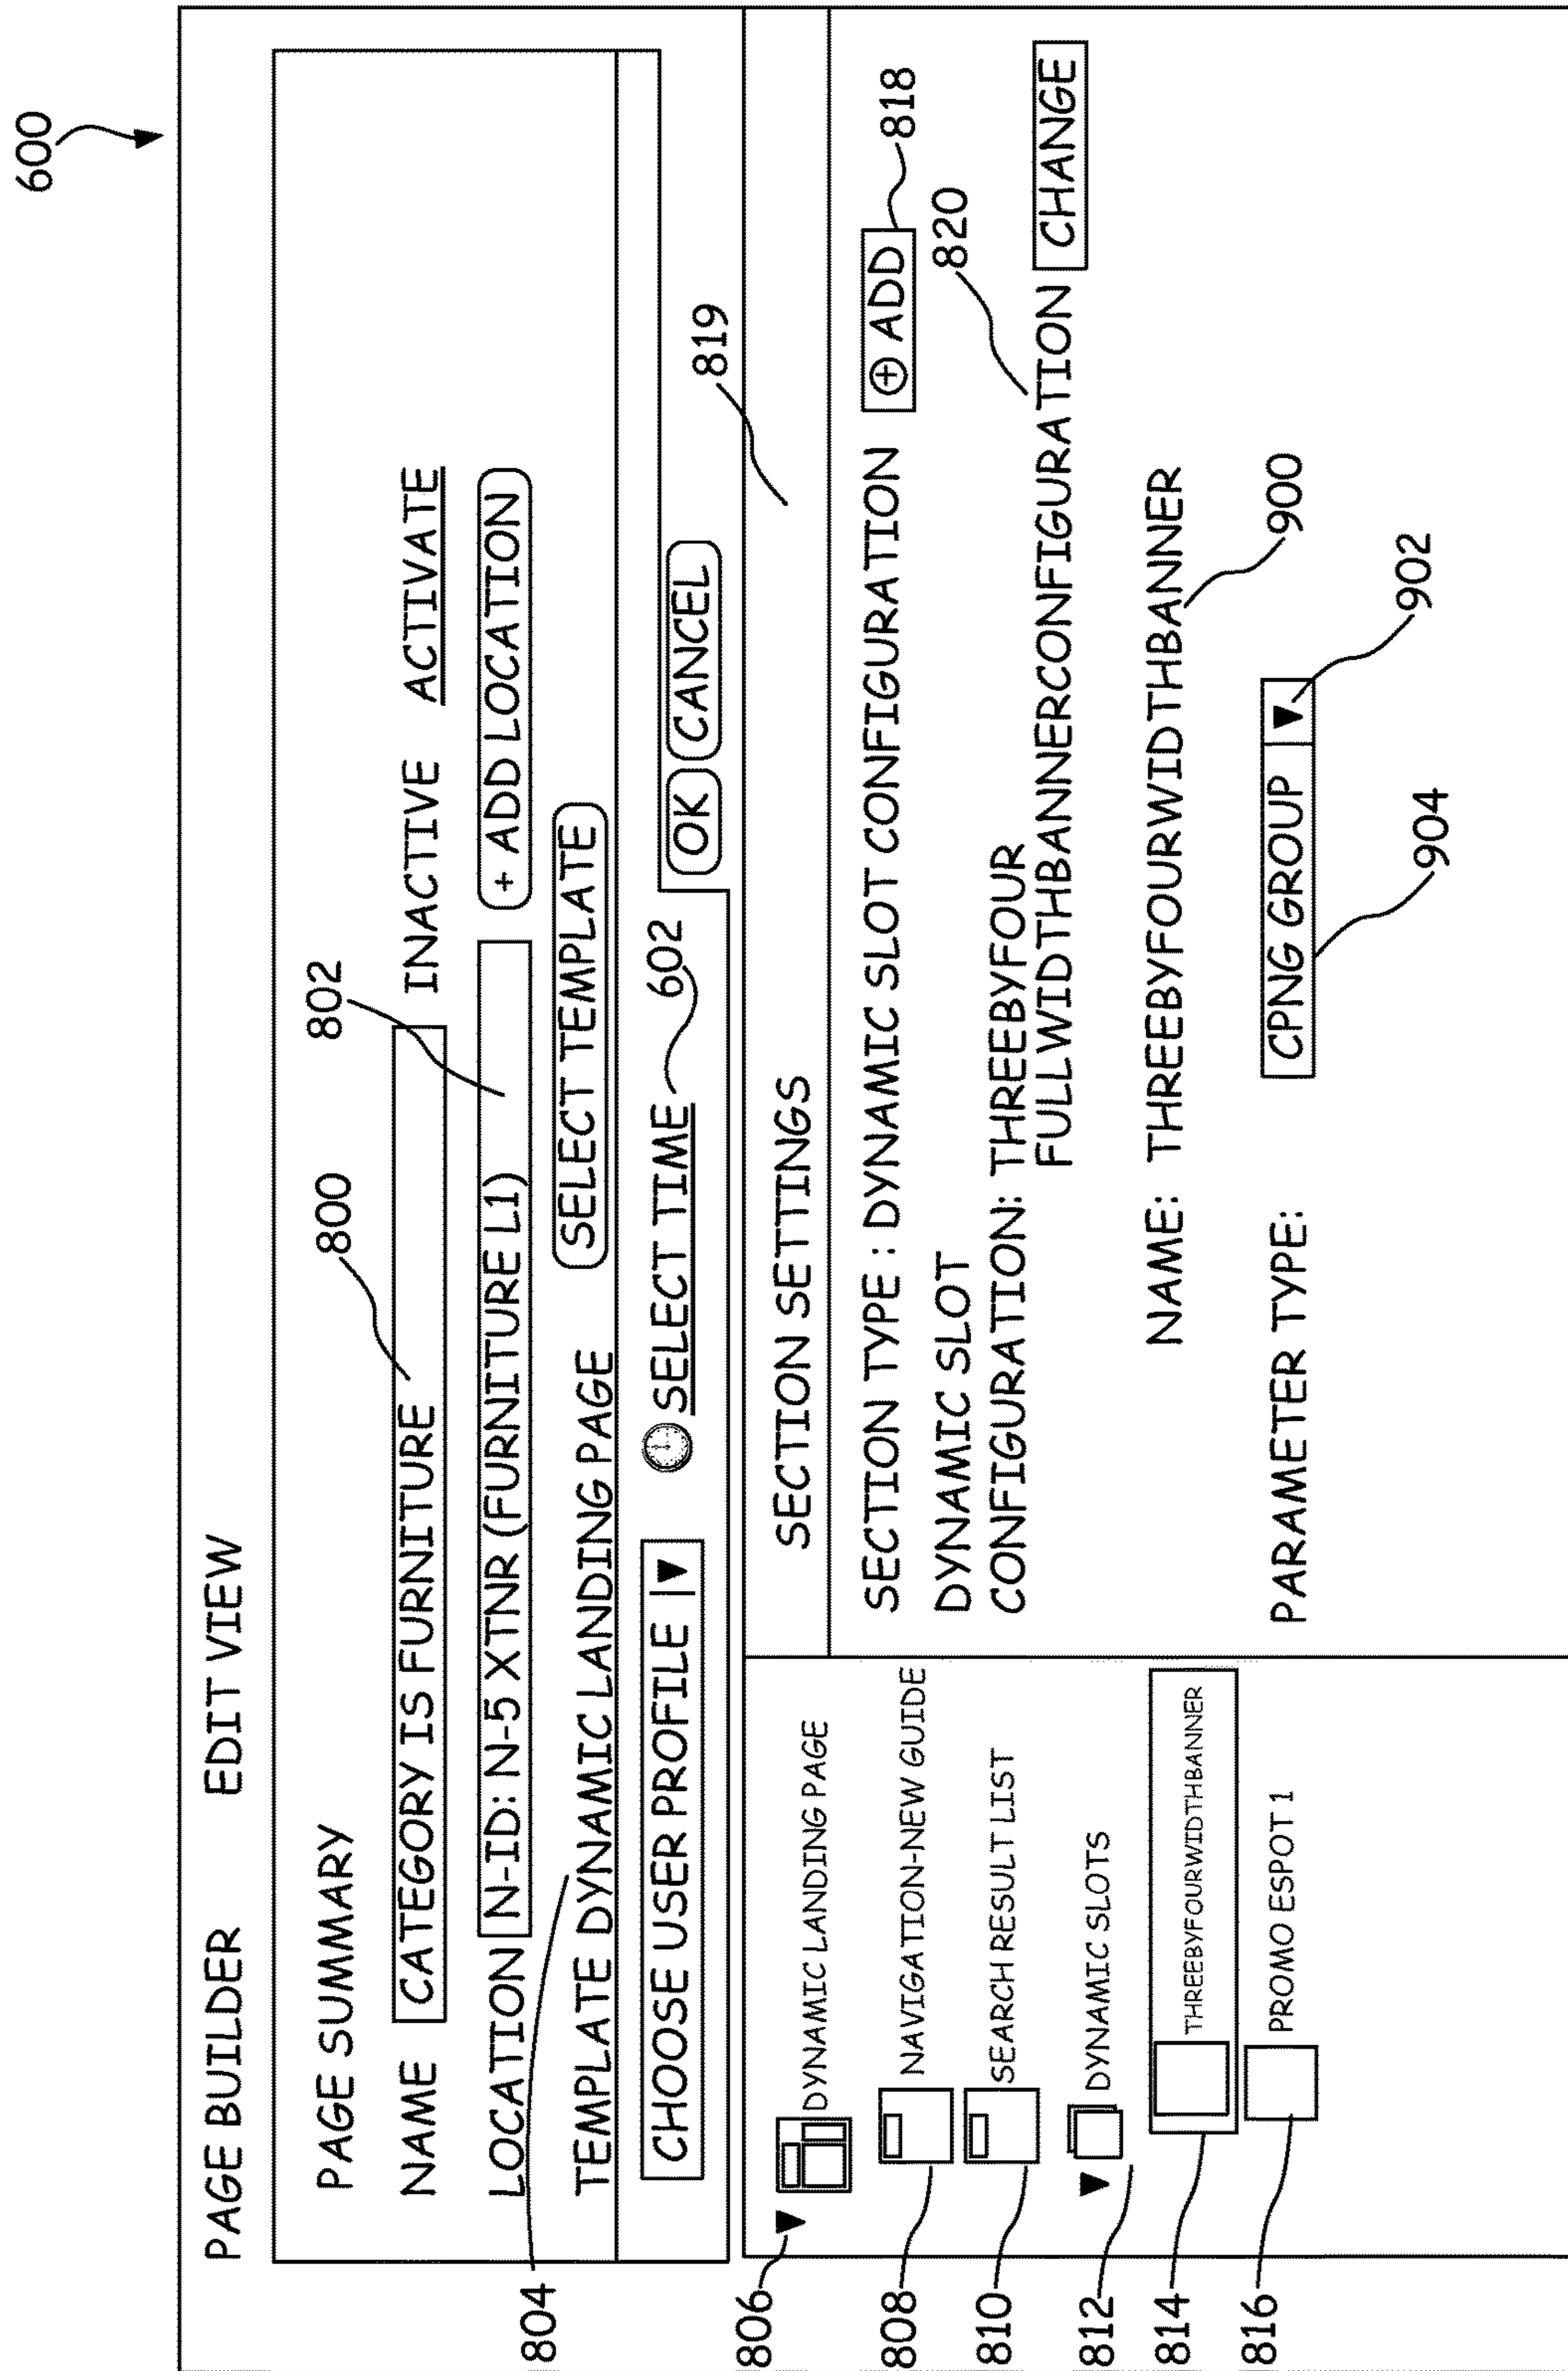 600
PAGE BUILDER EDIT VIEW
PAGE SUMMARY
800
802
NAME CATEGORY IS FURNITURE INACTIVE ACTIVATE
LOCATION N-ID: N-5 XTNR (FURNITURE L1) + ADD LOCATION
804
TEMPLATE DYNAMIC LANDING PAGE SELECT TEMPLATE
CHOOSE USER PROFILE ▼ SELECT TIME 602 OK CANCEL
819
806
▼ DYNAMIC LANDING PAGE
808
NAVIGATION-NEW GUIDE
810
SEARCH RESULT LIST
812
▼ DYNAMIC SLOTS
814
THREEBYFOURWIDTHBANNER
816
PROMO ESPOT 1
SECTION SETTINGS
SECTION TYPE : DYNAMIC SLOT CONFIGURATION ⊕ ADD 818
DYNAMIC SLOT
820
CONFIGURATION: THREEBYFOUR
FULLWIDTHBANNERCONFIGURATION CHANGE
NAME: THREEBYFOURWIDTHBANNER
900
PARAMETER TYPE: CPNG GROUP ▼
902
904